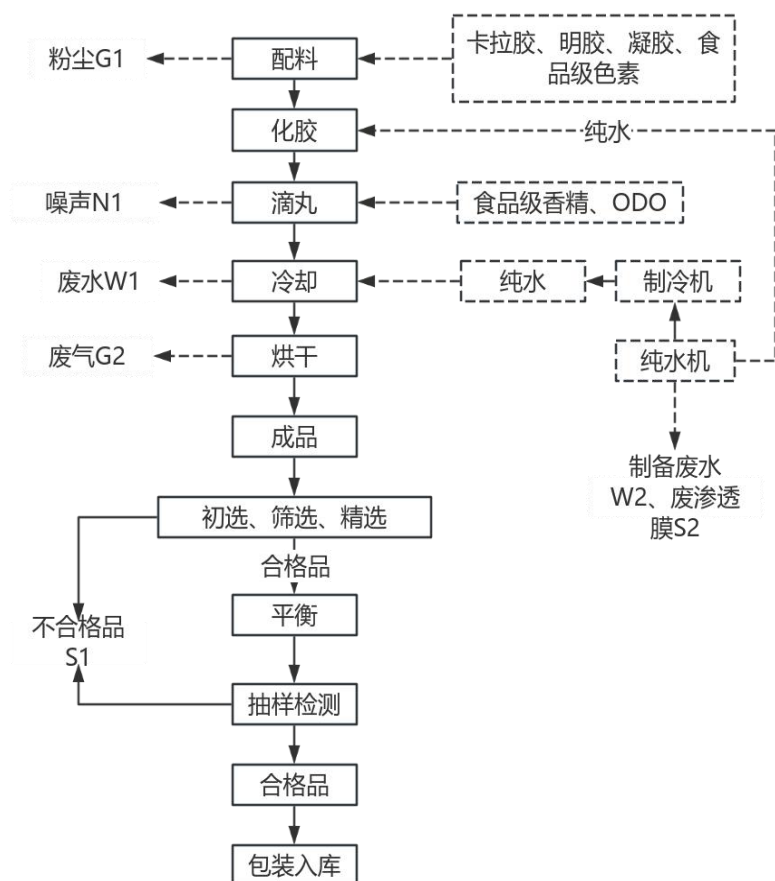 粉尘G1
配料
卡拉胶、明胶、凝胶、食
品级色素
化胶
纯水
噪声N1
滴丸
食品级香精、ODO
废水W1
冷却
纯水
制冷机
废气G2
烘干
纯水机
成品
制备废水
W2、废渗透
膜S2
初选、筛选、精选
合格品
不合格品
S1
平衡
抽样检测
合格品
包装入库